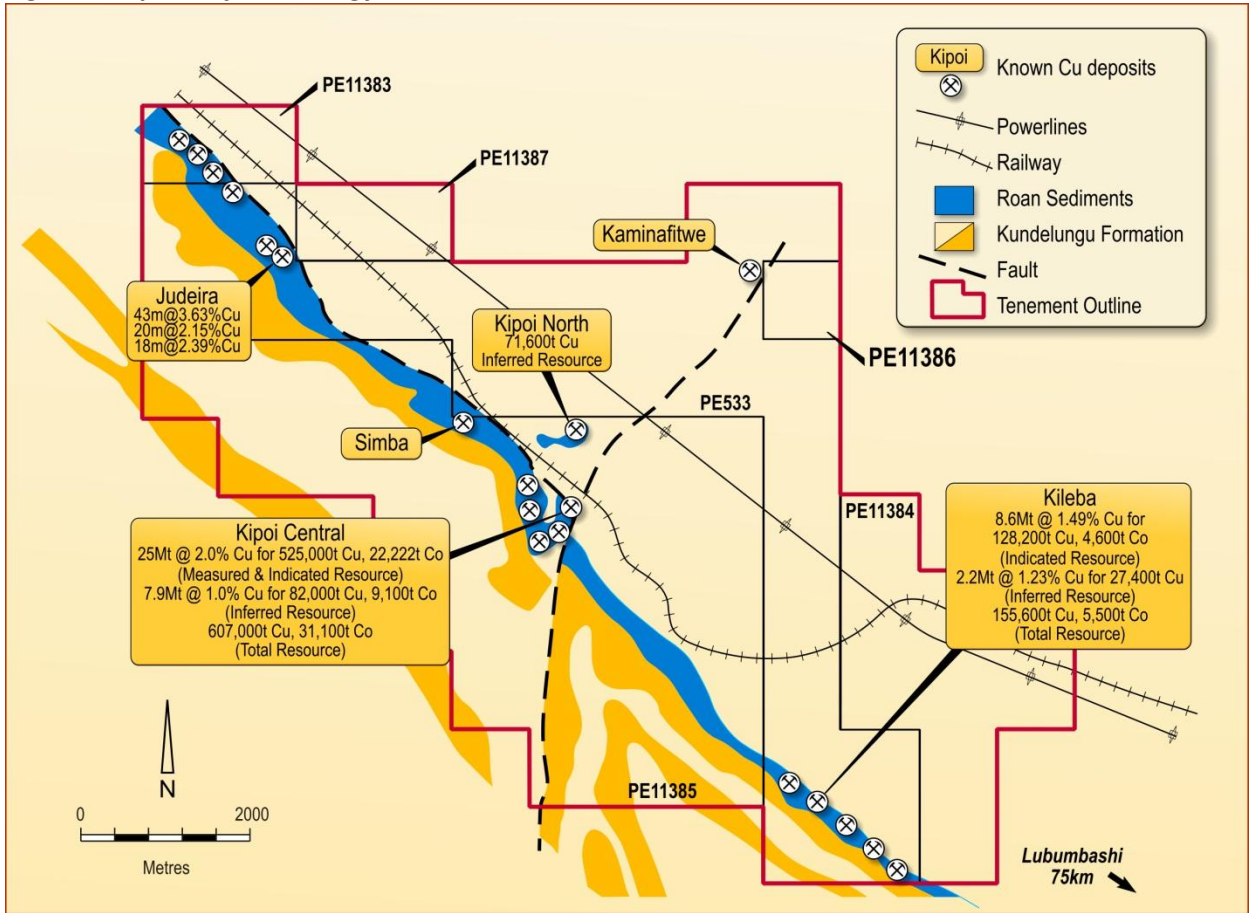 PE11383
PE11387
Kaminafitwe
Judeira
43m@3.63%Cu
20m@2.15%Cu
18m@2.39%Cu
Kipoi North
71,600t Cu
Inferred Resource
PE11386
PE533
Simba
Kipoi Central
25Mt @ 2.0% Cu for 525,000t Cu, 22,222t Co
(Measured & Indicated Resource)
7.9Mt @ 1.0% Cu for 82,000t Cu, 9,100t Co
(Inferred Resource)
607,000t Cu, 31,100t Co
(Total Resource)
PE11384
Kileba
8.6Mt @ 1.49% Cu for
128,200t Cu, 4,600t Co
(Indicated Resource)
2.2Mt @ 1.23% Cu for 27,400t Cu
(Inferred Resource)
155,600t Cu, 5,500t Co
(Total Resource)
PE11385
N
0 2000
Metres
Lubumbashi
75km
Kipoi
Known Cu deposits
Powerlines
Railway
Roan Sediments
Kundelungu Formation
Fault
Tenement Outline